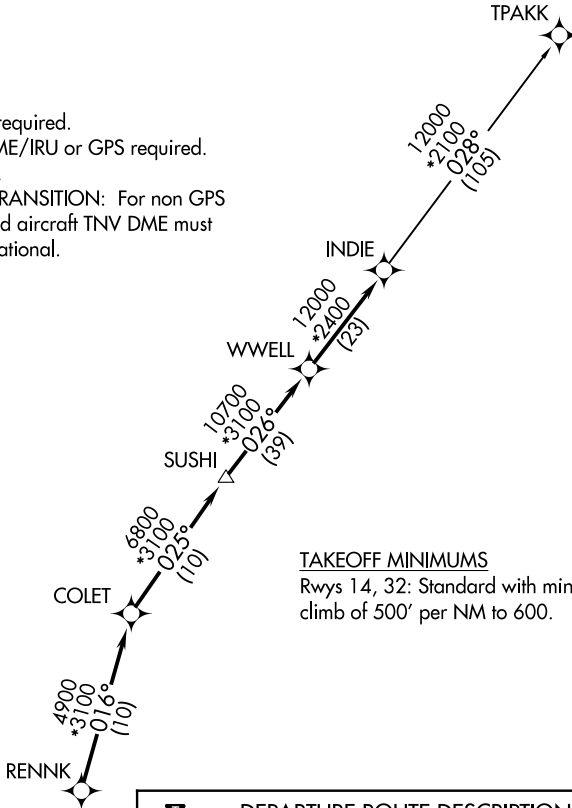 TPAKK
equired.
ME/IRU or GPS required.
RANSITION: For non GPS
d aircraft TNV DME must
ational.
12000
*2100
028°
(105)
INDIE
12000
*2400
(23)
WWELL
10700
*3100
026°
(39)
SUSHI
6800
*3100
025°
(10)
TAKEOFF MINIMUMS
Rwys 14, 32: Standard with min
climb of 500' per NM to 600.
COLET
4900
*3100
016°
(10)
RENNK
DEPARTURE ROUTE DESCRIPTION